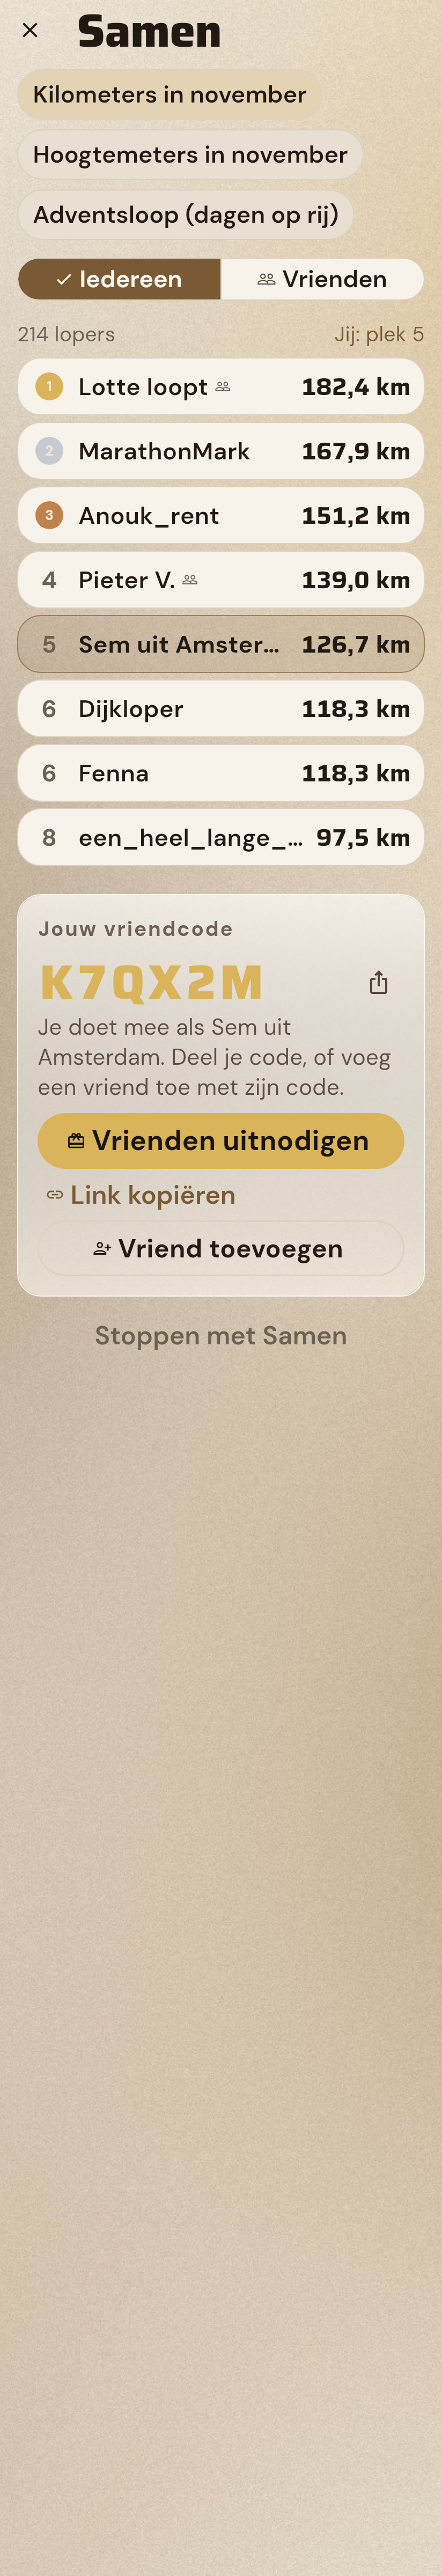 Samen
Kilometers in november
Hoogtemeters in november
Adventsloop (dagen op rij)
Iedereen
Vrienden
214 lopers
Jij: plek 5
1 Lotte loopt 182,4 km
2 MarathonMark 167,9 km
3 Anouk_rent 151,2 km
4 Pieter V. 139,0 km
5 Sem uit Amster... 126,7 km
6 Dijkloper 118,3 km
6 Fenna 118,3 km
8 een_heel_lange_... 97,5 km
Jouw vriendcode
K7QX2M
Je doet mee als Sem uit
Amsterdam. Deel je code, of voeg
een vriend toe met zijn code.
Vrienden uitnodigen
Link kopiëren
Vriend toevoegen
Stoppen met Samen